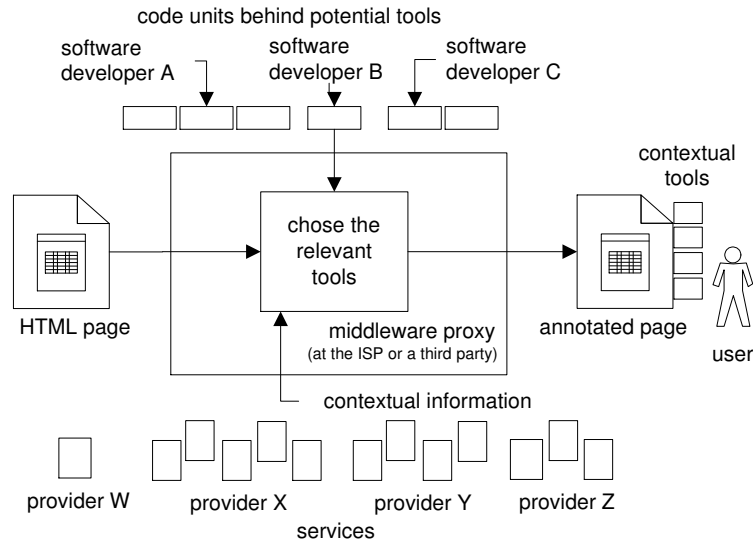 code units behind potential tools
software developer A
software developer B
software developer C
contextual tools
chose the relevant tools
HTML page
middleware proxy
(at the ISP or a third party)
annotated page
user
contextual information
provider W
provider X
provider Y
provider Z
services